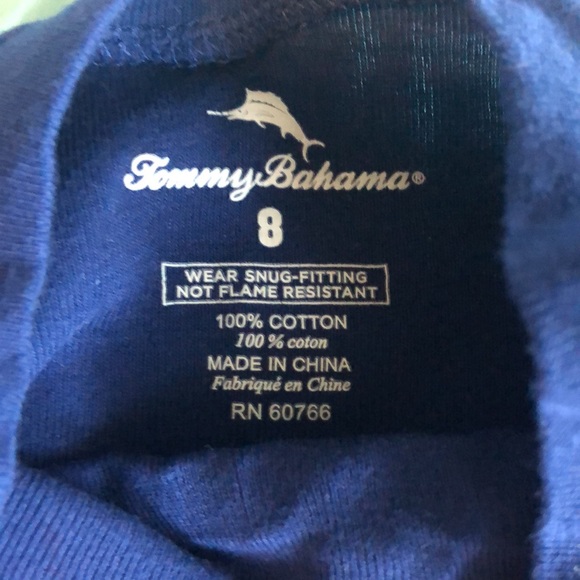 Tommy Bahama®
8
WEAR SNUG-FITTING
NOT FLAME RESISTANT
100% COTTON
100 % coton
MADE IN CHINA
Fabriqué en Chine
RN 60766